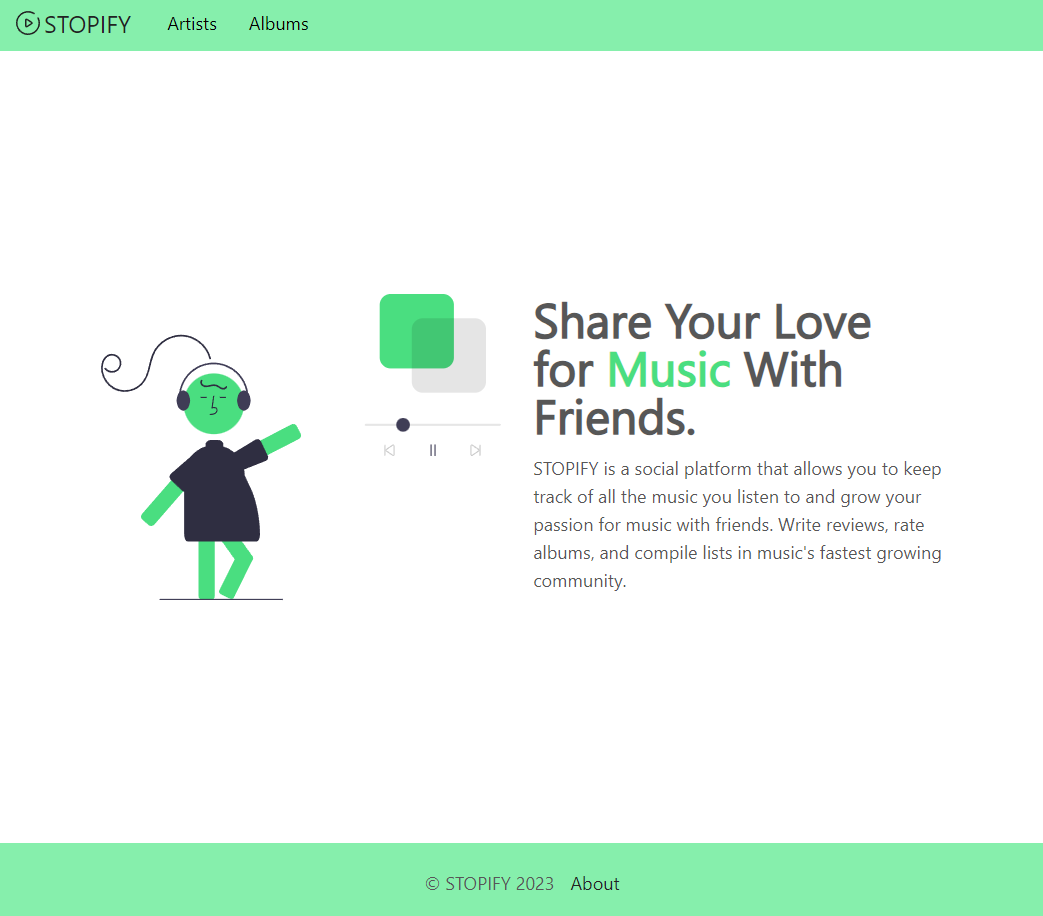 STOPIFY Artists Albums
Share Your Love
for Music With
Friends.
STOPIFY is a social platform that allows you to keep
track of all the music you listen to and grow your
passion for music with friends. Write reviews, rate
albums, and compile lists in music's fastest growing
community.
© STOPIFY 2023 About